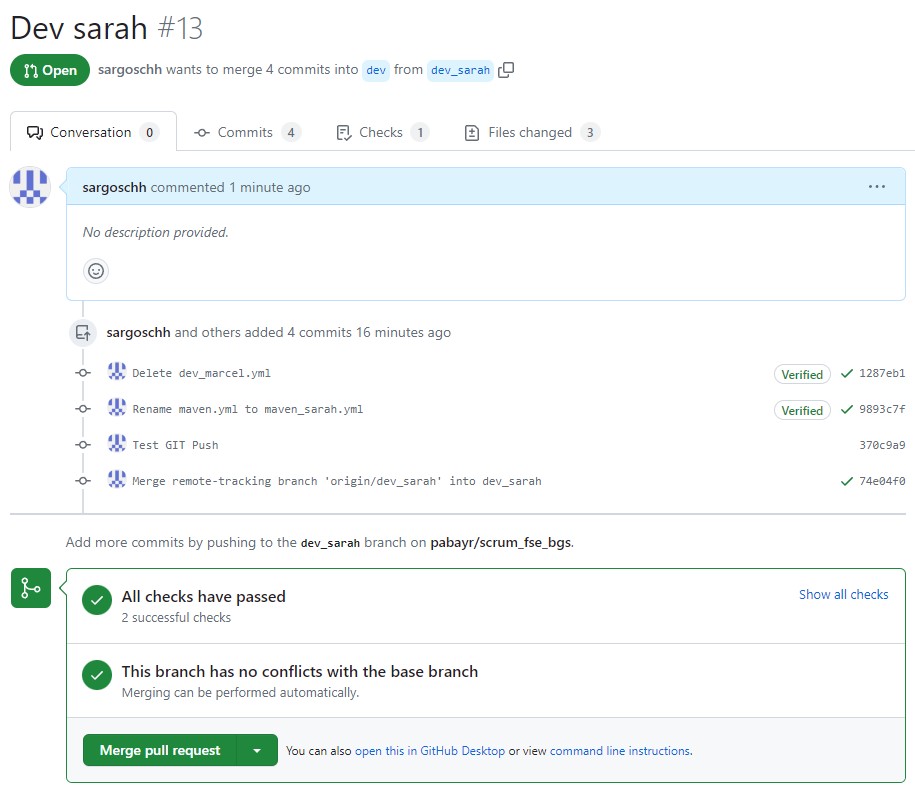 Dev sarah #13
Open sargoschh wants to merge 4 commits into dev from dev_sarah
Conversation 0 Commits 4 Checks 1 Files changed 3
sargoschh commented 1 minute ago
No description provided.
sargoschh and others added 4 commits 16 minutes ago
Delete dev_marcel.yml Verified 1287eb1
Rename maven.yml to maven_sarah.yml Verified 9893c7f
Test GIT Push 370c9a9
Merge remote-tracking branch 'origin/dev_sarah' into dev_sarah 74e04f0
Add more commits by pushing to the dev_sarah branch on pabayr/scrum_fse_bgs.
All checks have passed Show all checks
2 successful checks
This branch has no conflicts with the base branch
Merging can be performed automatically.
Merge pull request You can also open this in GitHub Desktop or view command line instructions.